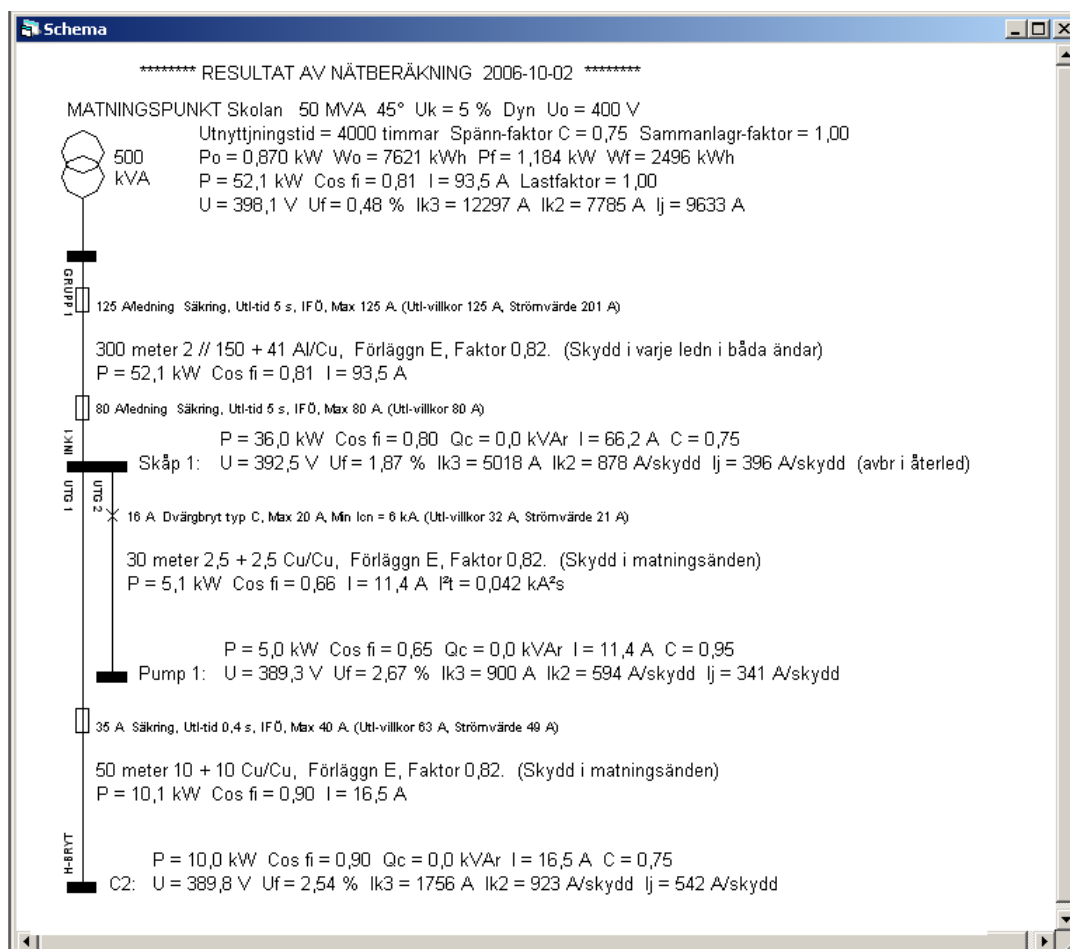 Schema
******** RESULTAT AV NÄTBERÄKNING 2006-10-02 ********
MATNINGSPUNKT Skolan 50 MVA 45° Uk = 5 % Dyn Uo = 400 V
Utnyttjningstid = 4000 timmar Spänn-faktor C = 0,75 Sammanlagr-faktor = 1,00
500 kVA
Po = 0,870 kW Wo = 7621 kWh Pf = 1,184 kW Wf = 2496 kWh
P = 52,1 kW Cos fi = 0,81 I = 93,5 A Lastfaktor = 1,00
U = 398,1 V Uf = 0,48 % Ik3 = 12297 A Ik2 = 7785 A Ij = 9633 A
GRUPP 1
125 A/ledning Säkring, Utl-tid 5 s, IFÖ, Max 125 A. (Utl-villkor 125 A, Strömvärde 201 A)
300 meter 2 // 150 + 41 Al/Cu, Förläggn E, Faktor 0,82. (Skydd i varje ledn i båda ändar)
P = 52,1 kW Cos fi = 0,81 I = 93,5 A
80 A/ledning Säkring, Utl-tid 5 s, IFÖ, Max 80 A. (Utl-villkor 80 A)
INK1
P = 36,0 kW Cos fi = 0,80 Qc = 0,0 kVAr I = 66,2 A C = 0,75
Skåp 1: U = 392,5 V Uf = 1,87 % Ik3 = 5018 A Ik2 = 878 A/skydd Ij = 396 A/skydd (avbr i återled)
UTG 1
UTG 2
16 A Dvärgbryt typ C, Max 20 A, Min Icn = 6 kA. (Utl-villkor 32 A, Strömvärde 21 A)
30 meter 2,5 + 2,5 Cu/Cu, Förläggn E, Faktor 0,82. (Skydd i matningsänden)
P = 5,1 kW Cos fi = 0,66 I = 11,4 A I²t = 0,042 kA²s
P = 5,0 kW Cos fi = 0,65 Qc = 0,0 kVAr I = 11,4 A C = 0,95
Pump 1: U = 389,3 V Uf = 2,67 % Ik3 = 900 A Ik2 = 594 A/skydd Ij = 341 A/skydd
35 A Säkring, Utl-tid 0,4 s, IFÖ, Max 40 A. (Utl-villkor 63 A, Strömvärde 49 A)
50 meter 10 + 10 Cu/Cu, Förläggn E, Faktor 0,82. (Skydd i matningsänden)
P = 10,1 kW Cos fi = 0,90 I = 16,5 A
H-BRYT
P = 10,0 kW Cos fi = 0,90 Qc = 0,0 kVAr I = 16,5 A C = 0,75
C2: U = 389,8 V Uf = 2,54 % Ik3 = 1756 A Ik2 = 923 A/skydd Ij = 542 A/skydd